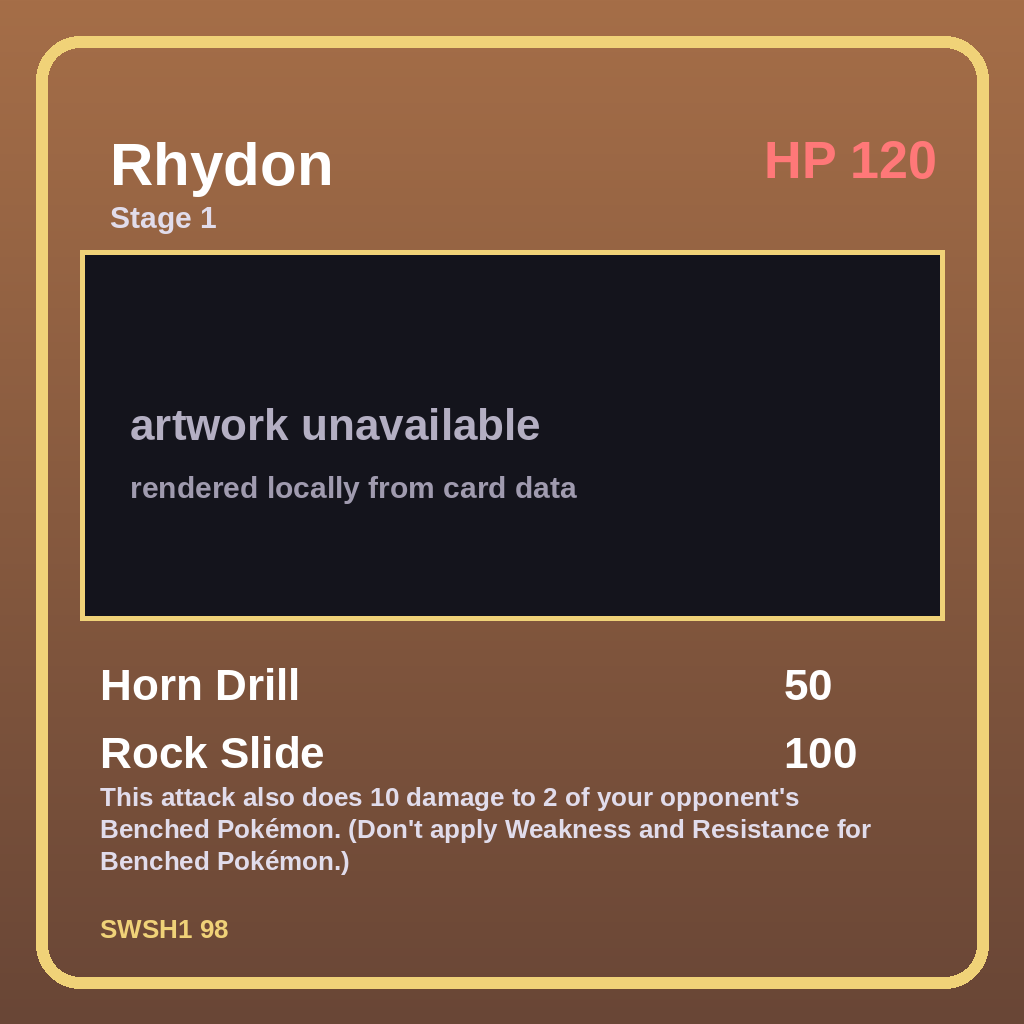 Rhydon
HP 120
Stage 1
artwork unavailable
rendered locally from card data
Horn Drill 50
Rock Slide 100
This attack also does 10 damage to 2 of your opponent's
Benched Pokémon. (Don't apply Weakness and Resistance for
Benched Pokémon.)
SWSH1 98